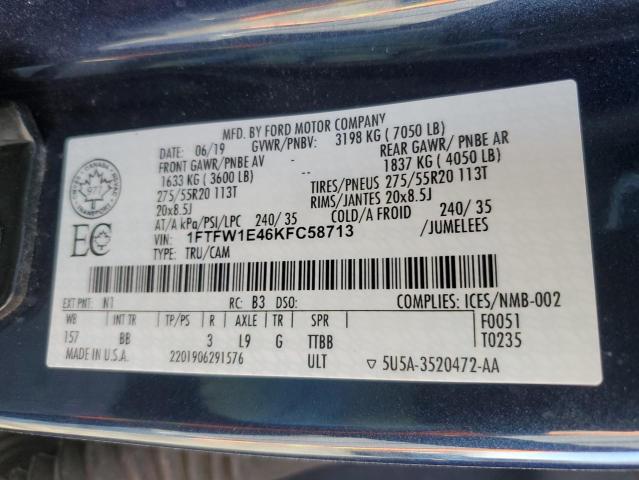 MFD. BY FORD MOTOR COMPANY
DATE: 06/19 GVWR/PNBV: 3198 KG ( 7050 LB)
FRONT GAWR/PNBE AV REAR GAWR/ PNBE AR
1633 KG ( 3600 LB) 1837 KG ( 4050 LB)
275/55R20 113T TIRES/PNEUS 275/55R20 113T
20x8.5J RIMS/JANTES 20x8.5J
AT/A kPa/PSI/LPC 240/ 35 COLD/A FROID 240/ 35
VIN: 1FTFW1E46KFC58713 /JUMELEES
TYPE: TRU/CAM
CANADA
TRANSPORT
977
EC
EXT PNT: N1 RC: B3 DSO: COMPLIES: ICES/NMB-002
WB INT TR TP/PS R AXLE TR SPR F0051
157 BB 3 L9 G TTBB T0235
MADE IN U.S.A. 2201906291576 ULT ▽ 5U5A-3520472-AA